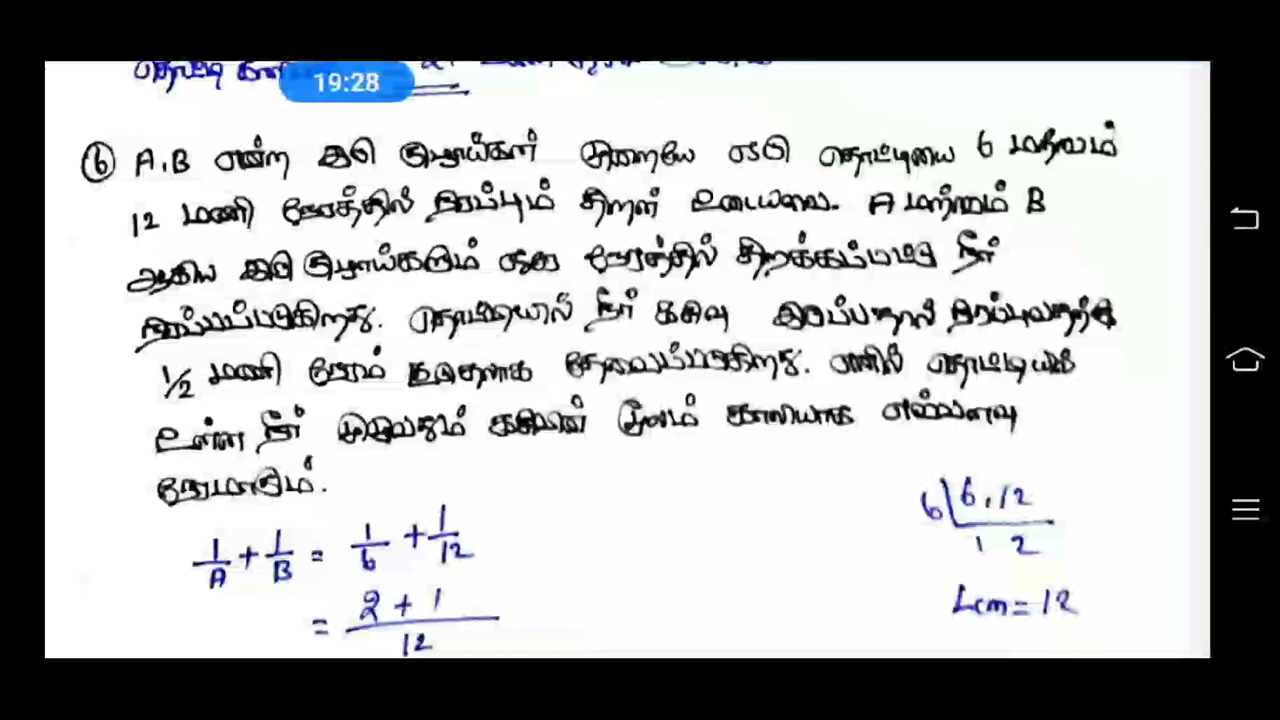 19:28
⑥ A, B என்ற இரு குழாய்கள் தனியே ஒரு தொட்டியை 6 மற்றும்
12 மணி நேரத்தில் நிரப்பும் திறன் உடையவை. A மற்றும் B
ஆகிய இரு குழாய்களும் ஒரே நேரத்தில் திறக்கப்பட்டு நீர்
நிரப்பப்படுகிறது. தொட்டியில் நீர் கசிவு இருப்பதால் நிரப்புவதற்கு
1/2 மணி நேரம் கூடுதலாக தேவைப்படுகிறது. எனில் தொட்டியில்
உள்ள நீர் முழுவதும் கசிவின் மூலம் காலியாக எவ்வளவு
நேரமாகும்.
1/A + 1/B = 1/6 + 1/12
= 2 + 1 / 12
6 | 6, 12
1 2
Lcm = 12